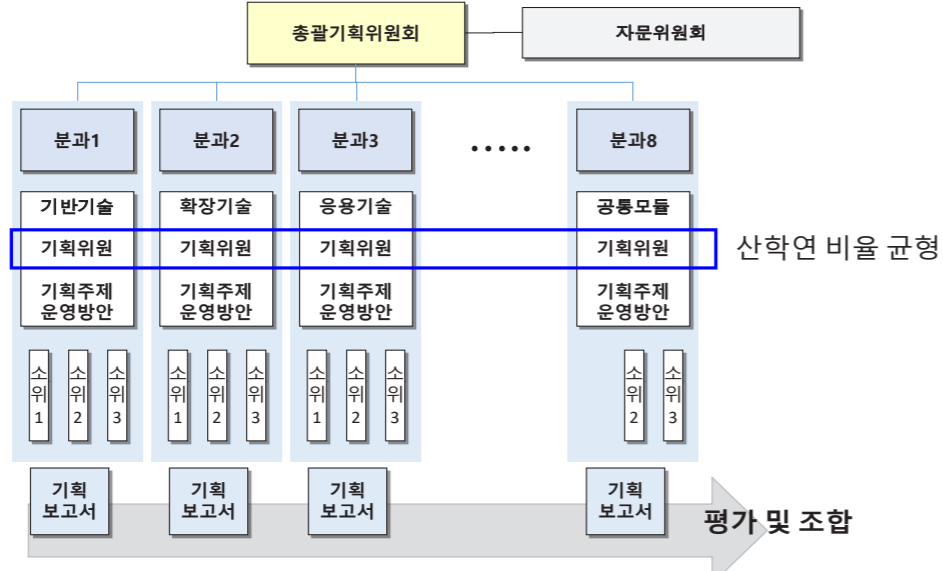 총괄기획위원회
자문위원회
분과1
분과2
분과3
.....
분과8
기반기술
확장기술
응용기술
공통모듈
기획위원
기획위원
기획위원
기획위원
산학연 비율 균형
기획주제
운영방안
기획주제
운영방안
기획주제
운영방안
기획주제
운영방안
소위1
소위2
소위3
소위1
소위2
소위3
소위1
소위2
소위3
소위2
소위3
기획
보고서
기획
보고서
기획
보고서
기획
보고서
평가 및 조합